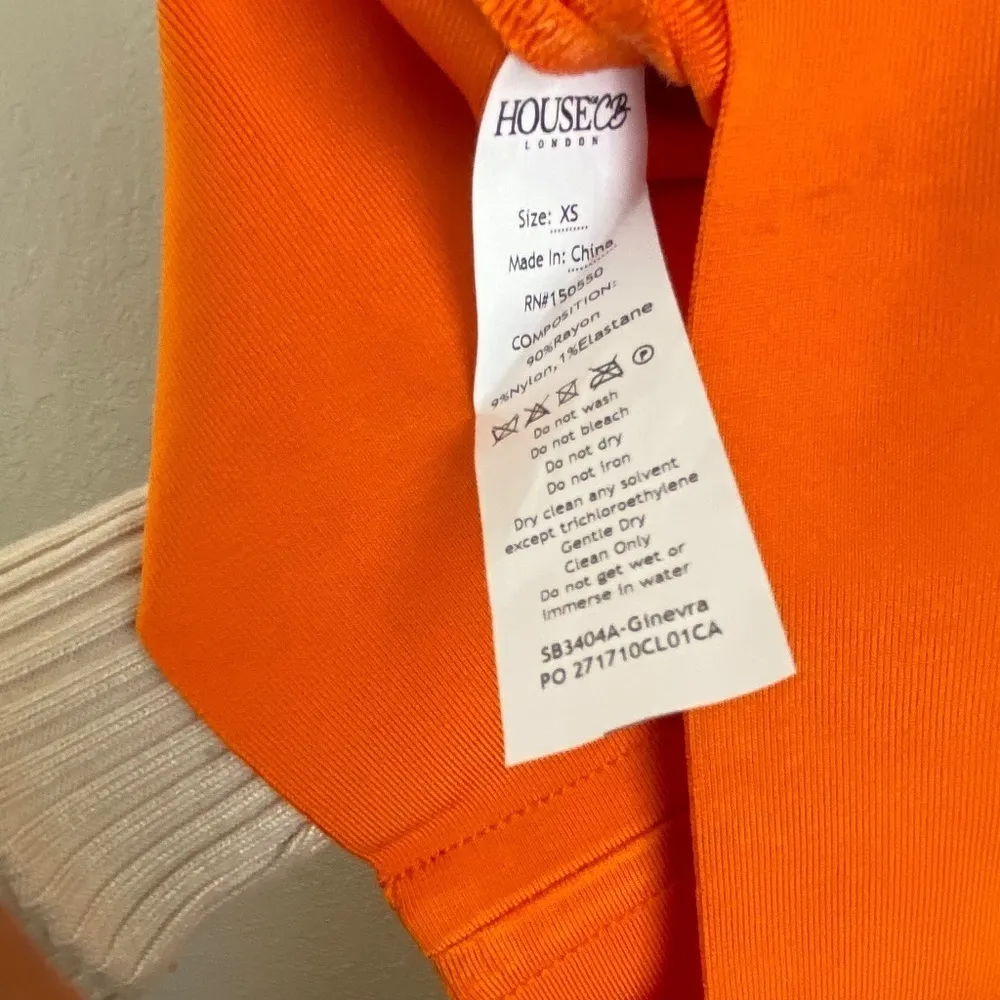 HOUSE OF CB
LONDON
Size: XS
Made In: China
RN#150550
COMPOSITION:
90%Rayon
9%Nylon, 1%Elastane
P
Do not wash
Do not bleach
Do not dry
Do not iron
Dry clean any solvent
except trichloroethylene
Gentle Dry
Clean Only
Do not get wet or
immerse in water
SB3404A-Ginevra
PO 271710CL01CA